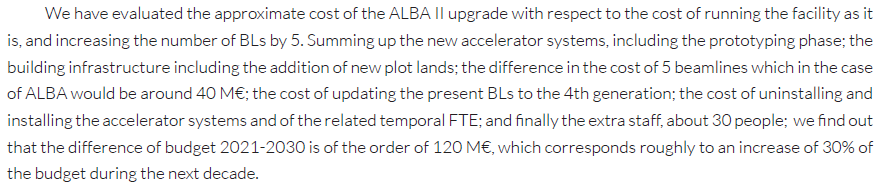 We have evaluated the approximate cost of the ALBA II upgrade with respect to the cost of running the facility as it
is, and increasing the number of BLs by 5. Summing up the new accelerator systems, including the prototyping phase; the
building infrastructure including the addition of new plot lands; the difference in the cost of 5 beamlines which in the case
of ALBA would be around 40 M€; the cost of updating the present BLs to the 4th generation; the cost of uninstalling and
installing the accelerator systems and of the related temporal FTE; and finally the extra staff, about 30 people; we find out
that the difference of budget 2021-2030 is of the order of 120 M€, which corresponds roughly to an increase of 30% of
the budget during the next decade.